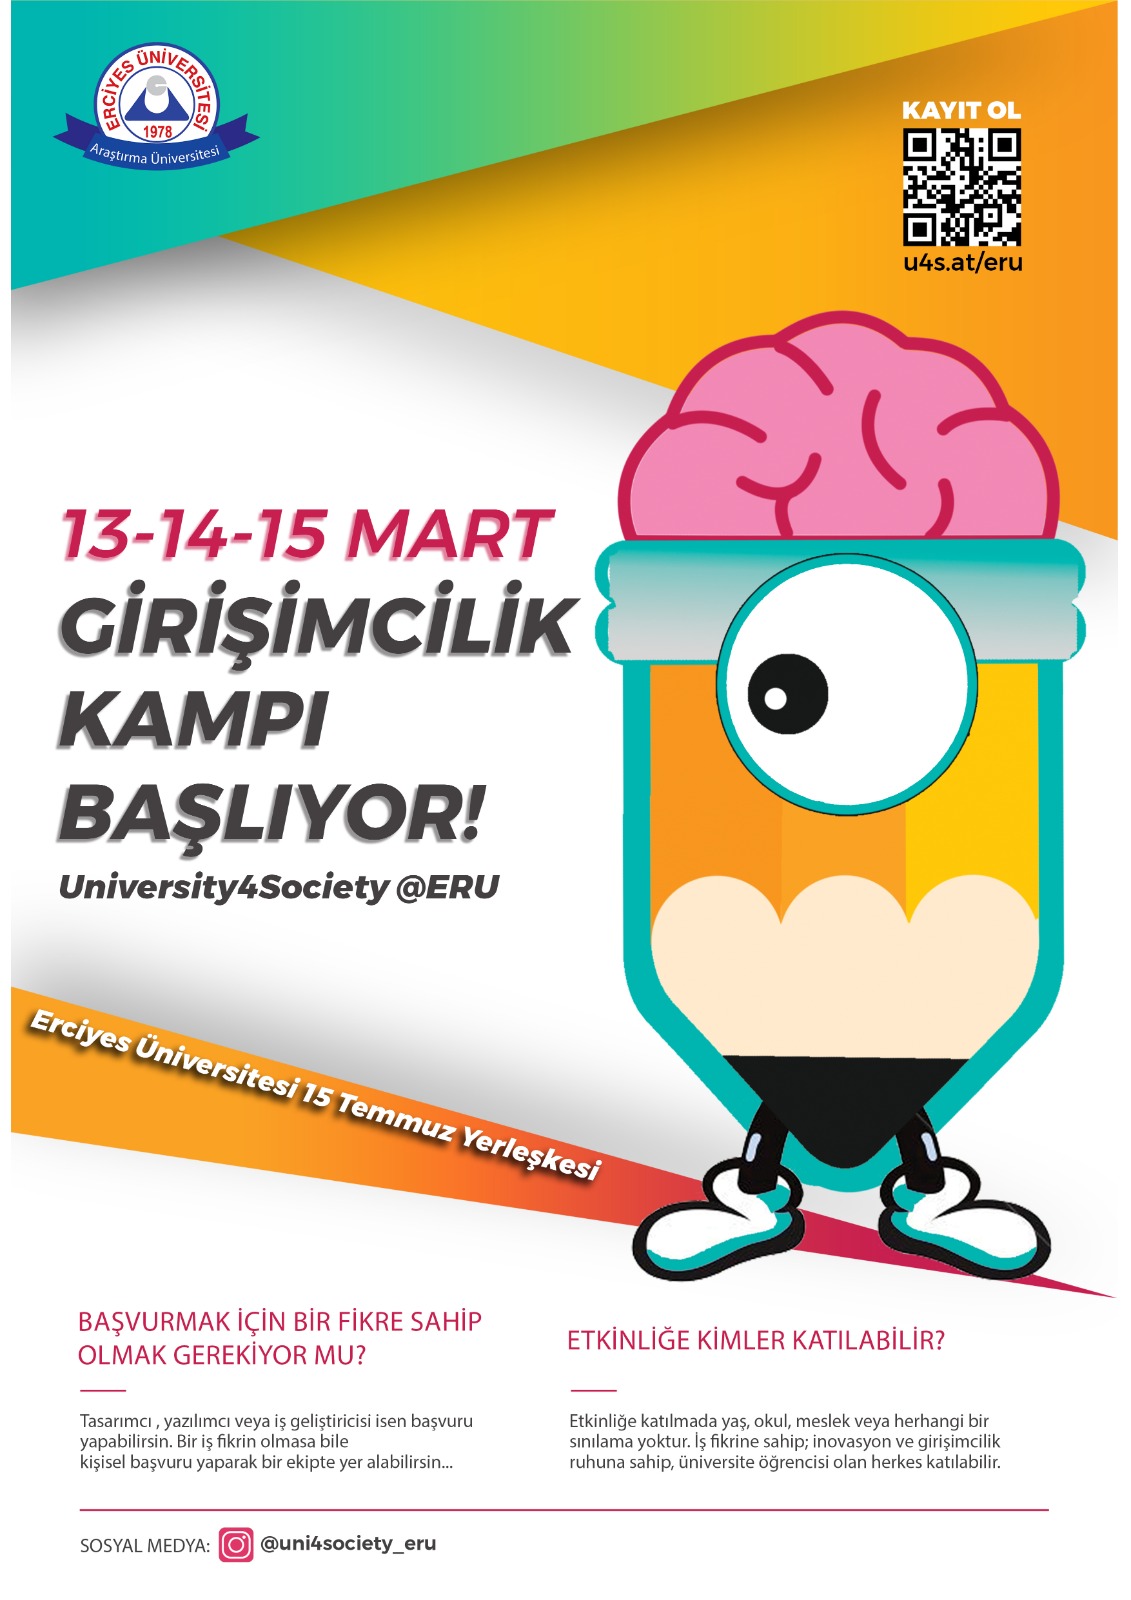 ERCİYES ÜNİVERSİTESİ
1978
Araştırma Üniversitesi
KAYIT OL
u4s.at/eru
13-14-15 MART
GİRİŞİMCİLİK
KAMPI
BAŞLIYOR!
University4Society @ERU
Erciyes Üniversitesi 15 Temmuz Yerleşkesi
BAŞVURMAK İÇİN BİR FİKRE SAHİP
OLMAK GEREKİYOR MU?
Tasarımcı , yazılımcı veya iş geliştiricisi isen başvuru
yapabilirsin. Bir iş fikrin olmasa bile
kişisel başvuru yaparak bir ekipte yer alabilirsin...
ETKİNLİĞE KİMLER KATILABİLİR?
Etkinliğe katılmada yaş, okul, meslek veya herhangi bir
sınılama yoktur. İş fikrine sahip; inovasyon ve girişimcilik
ruhuna sahip, üniversite öğrencisi olan herkes katılabilir.
SOSYAL MEDYA: @uni4society_eru